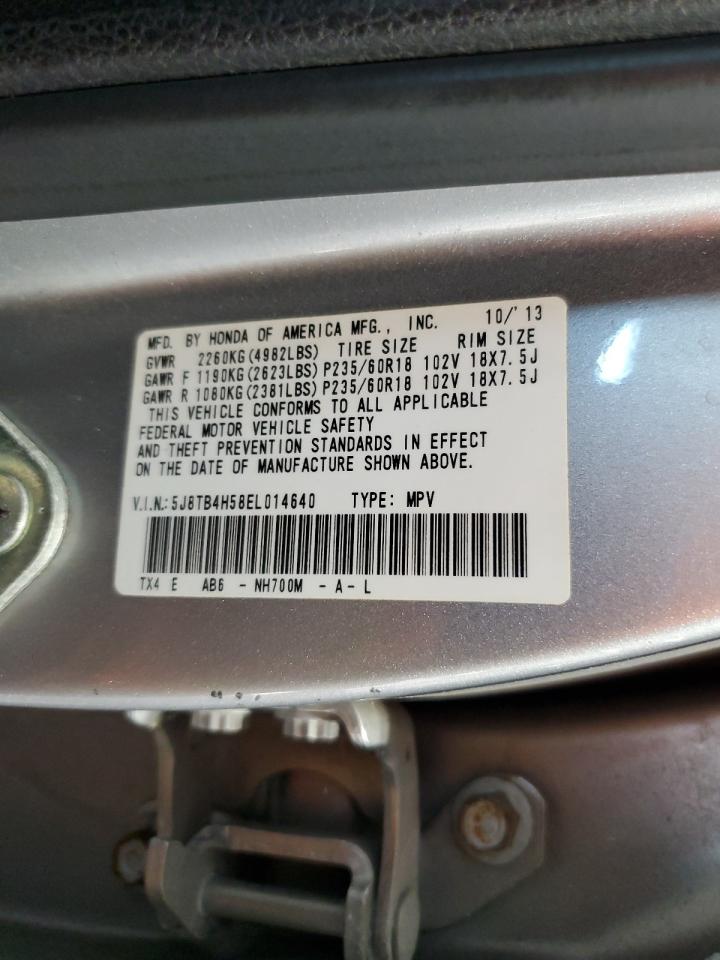 MFD. BY HONDA OF AMERICA MFG., INC. 10/'13
GVWR 2260KG(4982LBS) TIRE SIZE RIM SIZE
GAWR F 1190KG(2623LBS) P235/60R18 102V 18X7.5J
GAWR R 1080KG(2381LBS) P235/60R18 102V 18X7.5J
THIS VEHICLE CONFORMS TO ALL APPLICABLE
FEDERAL MOTOR VEHICLE SAFETY
AND THEFT PREVENTION STANDARDS IN EFFECT
ON THE DATE OF MANUFACTURE SHOWN ABOVE.
V.I.N.: 5J8TB4H58EL014640 TYPE: MPV
TX4 E AB6 - NH700M - A - L